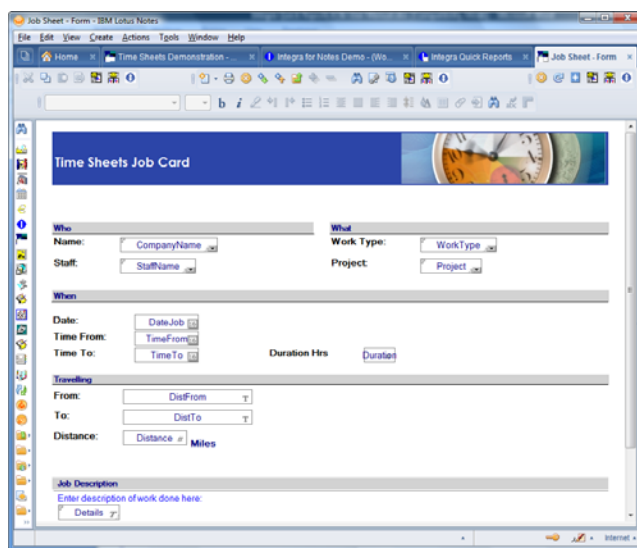 Job Sheet - Form - IBM Lotus Notes
File Edit View Create Actions Tools Window Help
Home Time Sheets Demonstration - ... Integra for Notes Demo - (Wo... Integra Quick Reports Job Sheet - Form
b i
Time Sheets Job Card
Who What
Name: CompanyName Work Type: WorkType
Staff: StaffName Project: Project
When
Date: DateJob
Time From: TimeFrom
Time To: TimeTo Duration Hrs Duration
Travelling
From: DistFrom T
To: DistTo T
Distance: Distance # Miles
Job Description
Enter description of work done here:
Details T
Internet